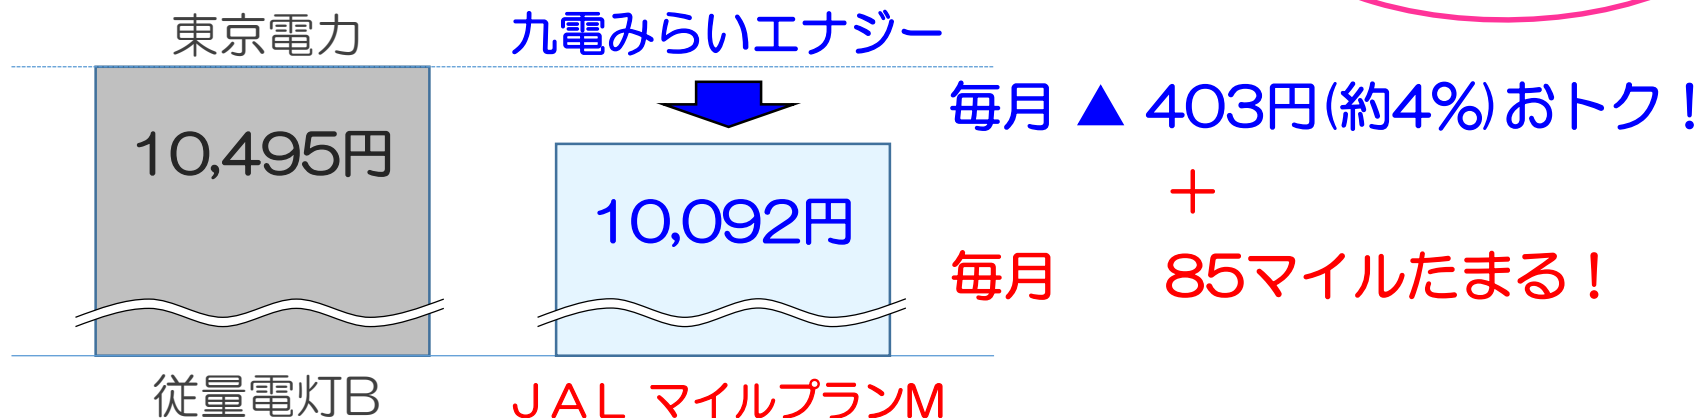 東京電力
九電みらいエナジー
10,495円
10,092円
従量電灯B
JAL マイルプランM
毎月 ▲ 403円(約4%)おトク!
+
毎月 85マイルたまる!